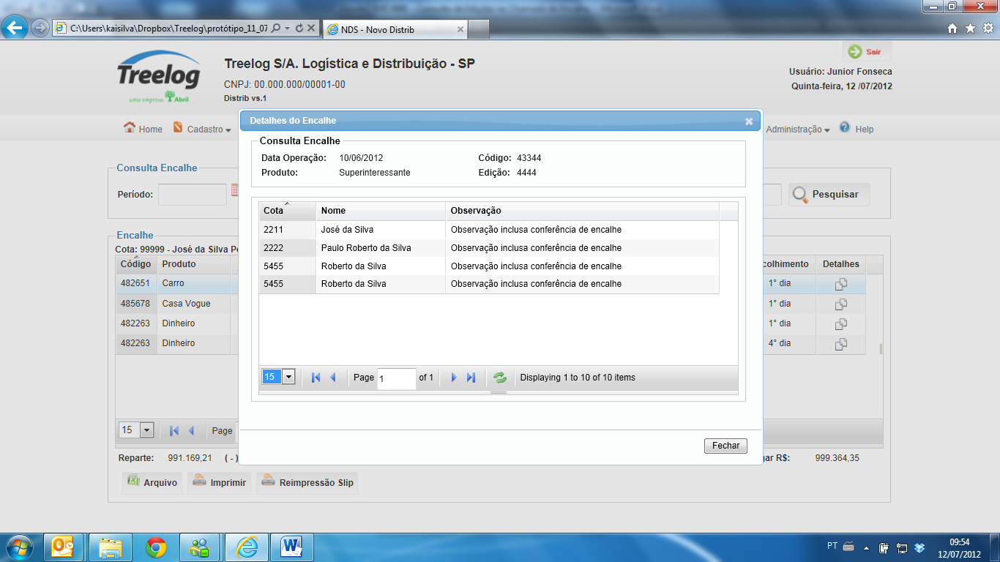 C:\Users\kaisilva\Dropbox\Treelog\protótipo_11_07
NDS - Novo Distrib
Treelog
uma empresa Abril
Treelog S/A. Logística e Distribuição - SP
CNPJ: 00.000.000/00001-00
Distrib vs.1
Sair
Usuário: Junior Fonseca
Quinta-feira, 12 /07/2012
Home Cadastro Administração Help
Detalhes do Encalhe
Consulta Encalhe
Data Operação: 10/06/2012 Código: 43344
Produto: Superinteressante Edição: 4444
Cota Nome Observação
2211 José da Silva Observação inclusa conferência de encalhe
2222 Paulo Roberto da Silva Observação inclusa conferência de encalhe
5455 Roberto da Silva Observação inclusa conferência de encalhe
5455 Roberto da Silva Observação inclusa conferência de encalhe
15 Page 1 of 1 Displaying 1 to 10 of 10 items
Fechar
Consulta Encalhe
Período: Pesquisar
Encalhe
Cota: 99999 - José da Silva Pe
Código Produto colhimento Detalhes
482651 Carro 1° dia
485678 Casa Vogue 1° dia
482263 Dinheiro 1° dia
482263 Dinheiro 4° dia
15 Page
Reparte: 991.169,21 ( - ) gar R$: 999.364,35
Arquivo Imprimir Reimpressão Slip
PT 09:54
12/07/2012